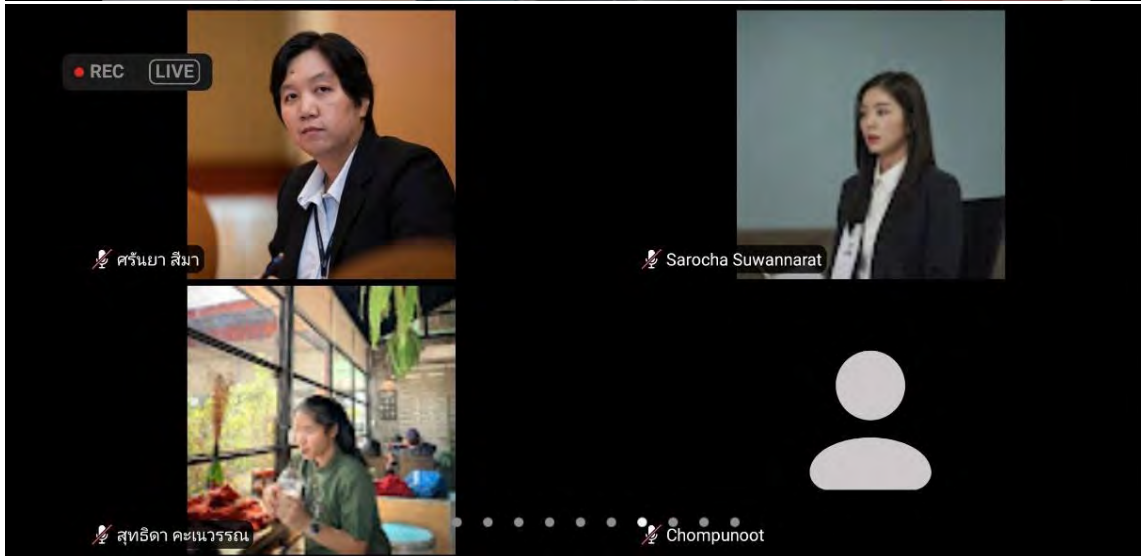 REC LIVE
ศรันยา สีมา
Sarocha Suwannarat
สุทธิดา คะเนวรรณ
Chompunoot